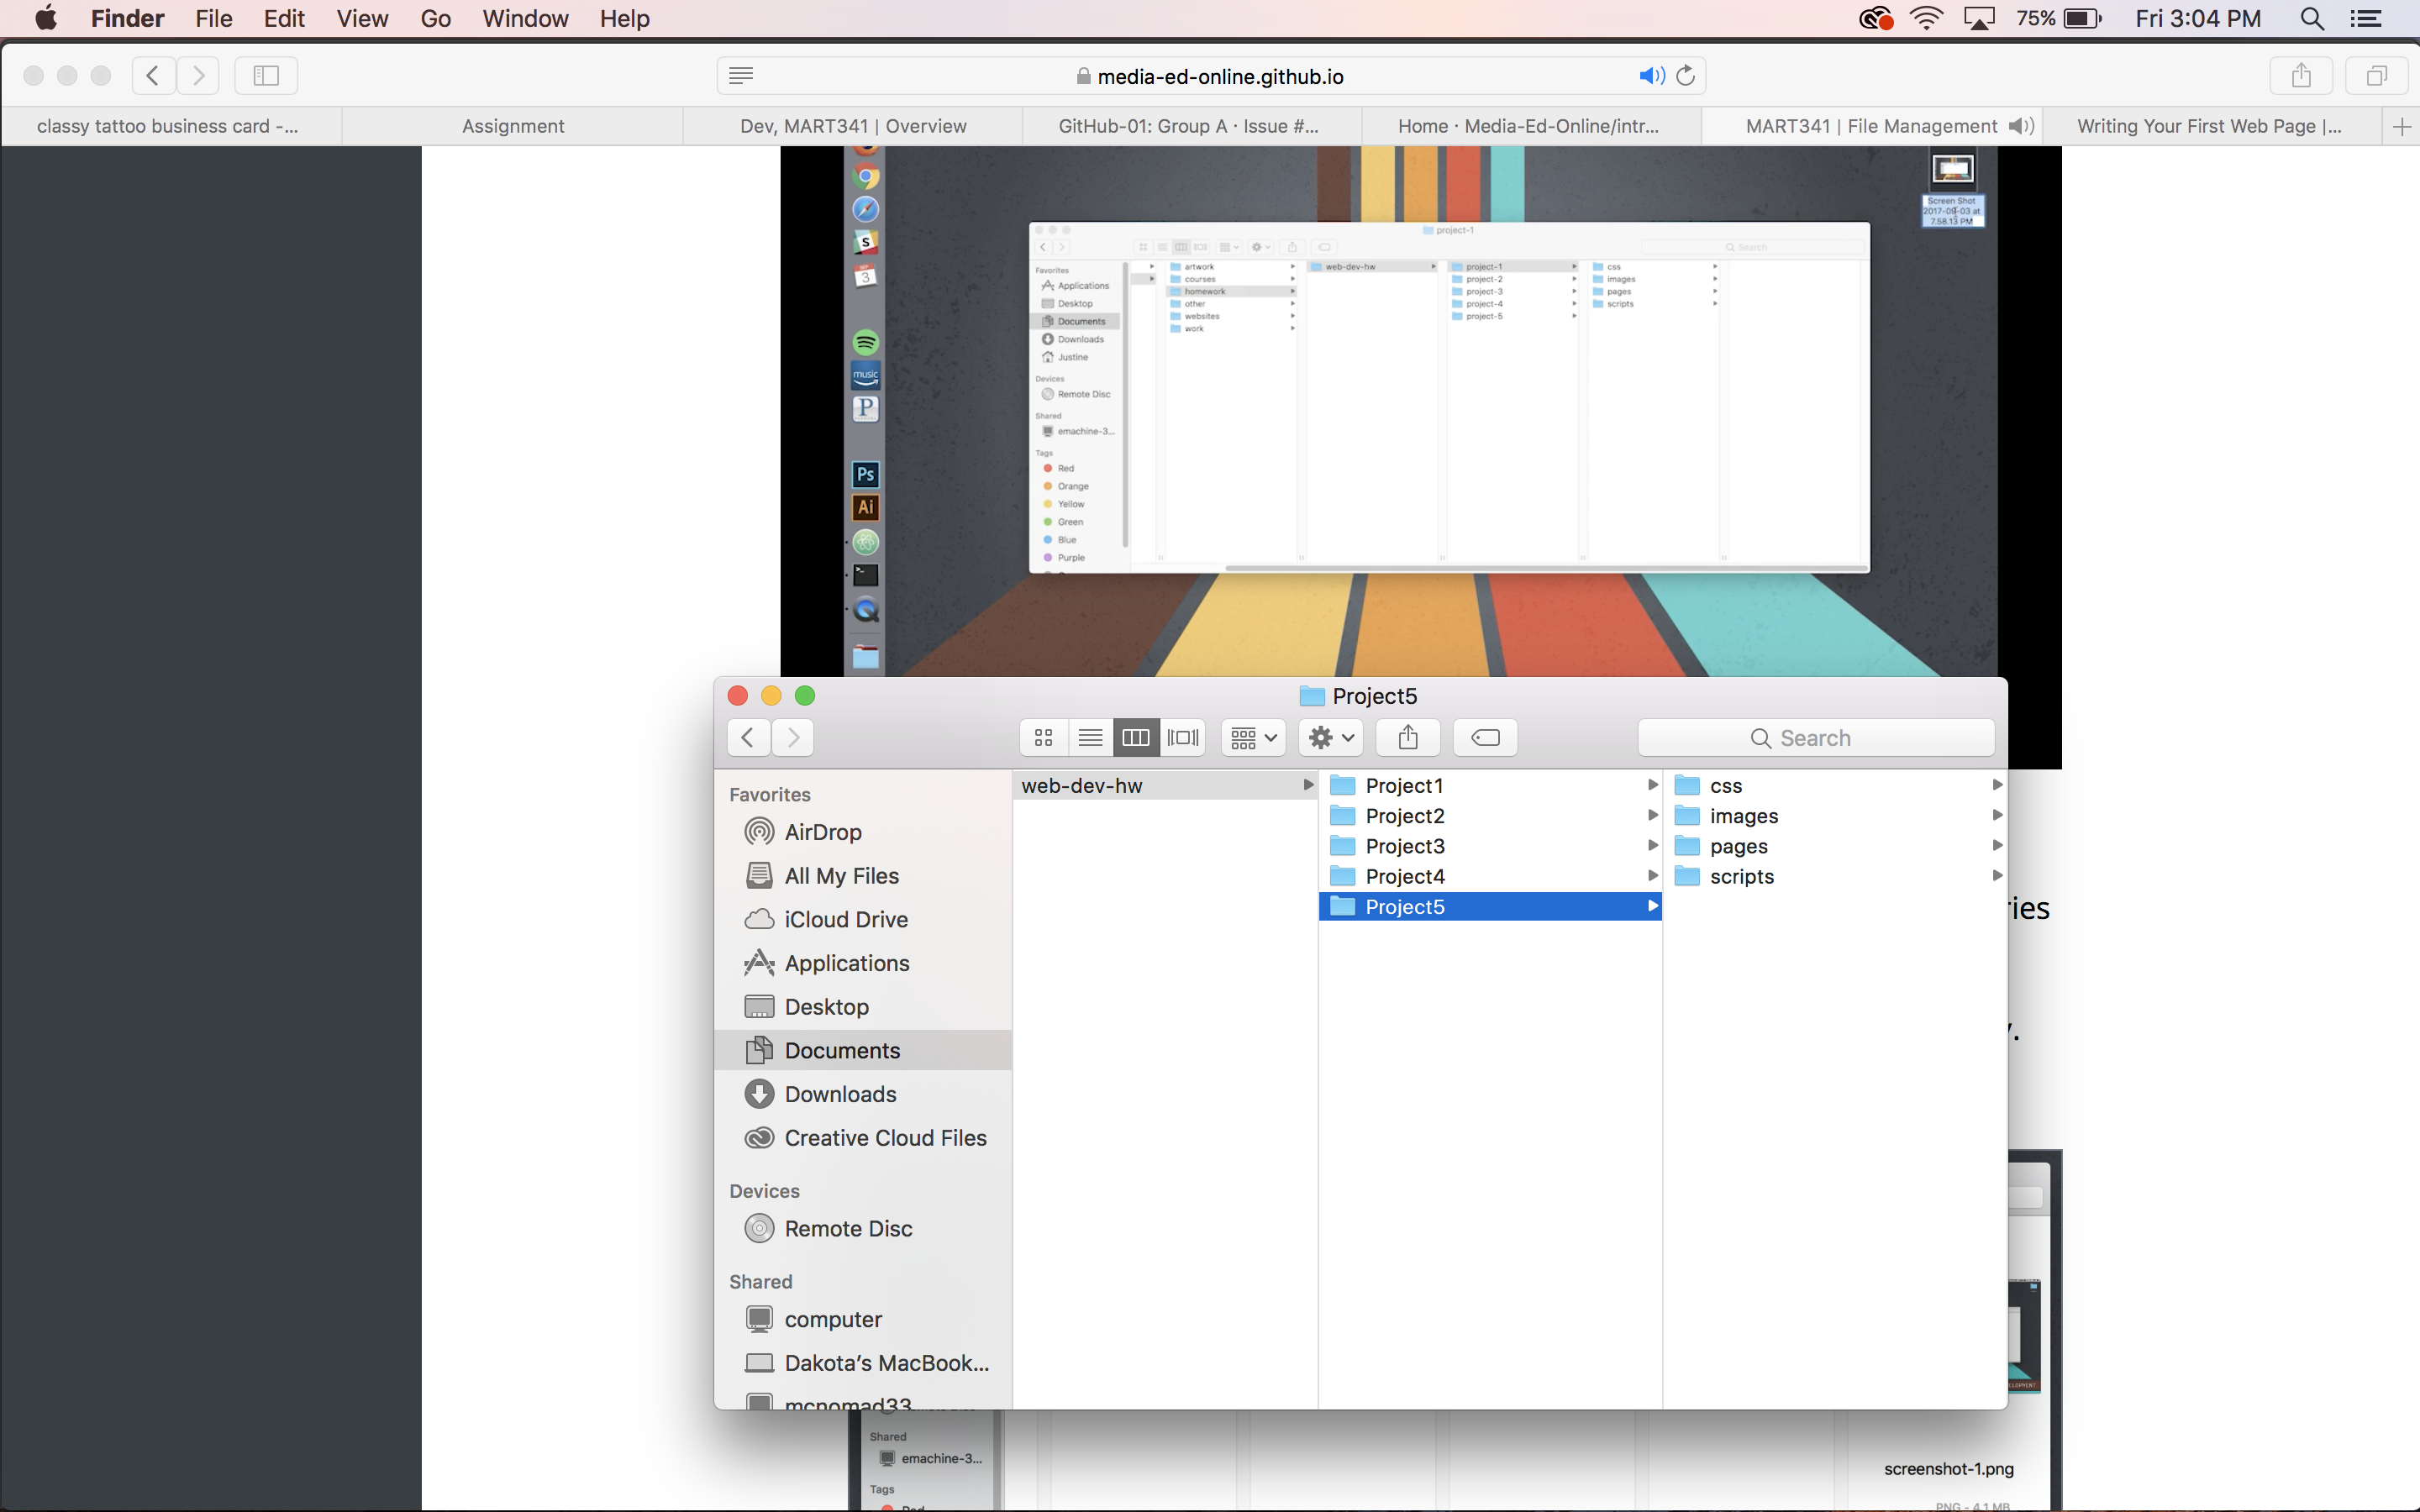 Finder File Edit View Go Window Help 75% Fri 3:04 PM
media-ed-online.github.io
classy tattoo business card -...
Assignment
Dev, MART341 | Overview
GitHub-01: Group A · Issue #...
Home · Media-Ed-Online/intr...
MART341 | File Management
Writing Your First Web Page |...
Screen Shot
2017-09-03 at
7.58.13 PM
project-1
Search
Favorites
Applications
Desktop
Documents
Downloads
Justine
Devices
Remote Disc
Shared
emachine-3...
Tags
Red
Orange
Yellow
Green
Blue
Purple
artwork
courses
homework
other
websites
work
web-dev-hw
project-1
project-2
project-3
project-4
project-5
css
images
pages
scripts
S
3
music
P
Ps
Ai
Project5
Search
Favorites
AirDrop
All My Files
iCloud Drive
Applications
Desktop
Documents
Downloads
Creative Cloud Files
Devices
Remote Disc
Shared
computer
Dakota’s MacBook...
mcnomad33
web-dev-hw
Project1
Project2
Project3
Project4
Project5
css
images
pages
scripts
ries
y.
Shared
emachine-3...
Tags
Red
screenshot-1.png
PNG - 4.1 MB